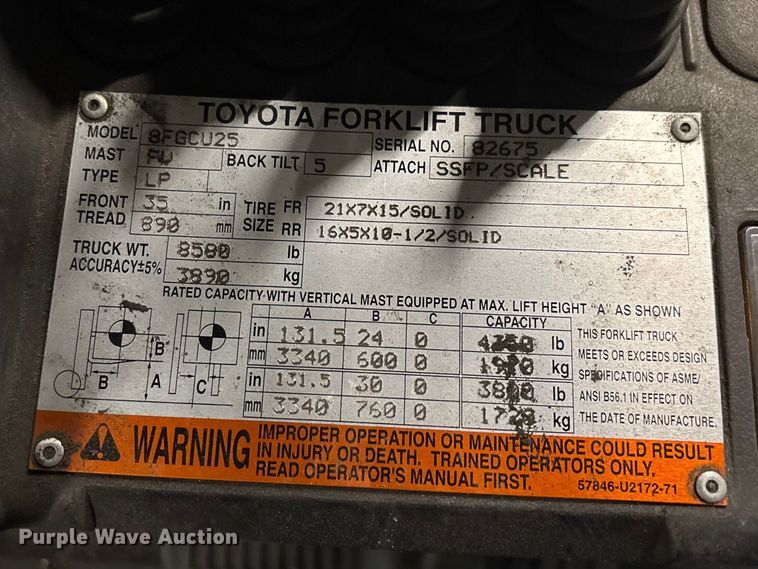 TOYOTA FORKLIFT TRUCK
MODEL 8FGCU25 SERIAL NO. 82675
MAST FV BACK TILT 5 ATTACH SSFP/SCALE
TYPE LP
FRONT TREAD 35 in 890 mm
TIRE SIZE FR 21X7X15/SOLID
RR 16X5X10-1/2/SOLID
TRUCK WT. 8580 lb
ACCURACY±5% 3890 kg
RATED CAPACITY WITH VERTICAL MAST EQUIPPED AT MAX. LIFT HEIGHT "A" AS SHOWN
A B C CAPACITY
in 131.5 24 0 lb
mm 3340 600 0 kg
in 131.5 30 0 3800 lb
mm 3340 760 0 kg
B
B
A
C
THIS FORKLIFT TRUCK
MEETS OR EXCEEDS DESIGN
SPECIFICATIONS OF ASME/
ANSI B56.1 IN EFFECT ON
THE DATE OF MANUFACTURE.
WARNING
IMPROPER OPERATION OR MAINTENANCE COULD RESULT
IN INJURY OR DEATH. TRAINED OPERATORS ONLY.
READ OPERATOR'S MANUAL FIRST.
57846-U2172-71
Purple Wave Auction